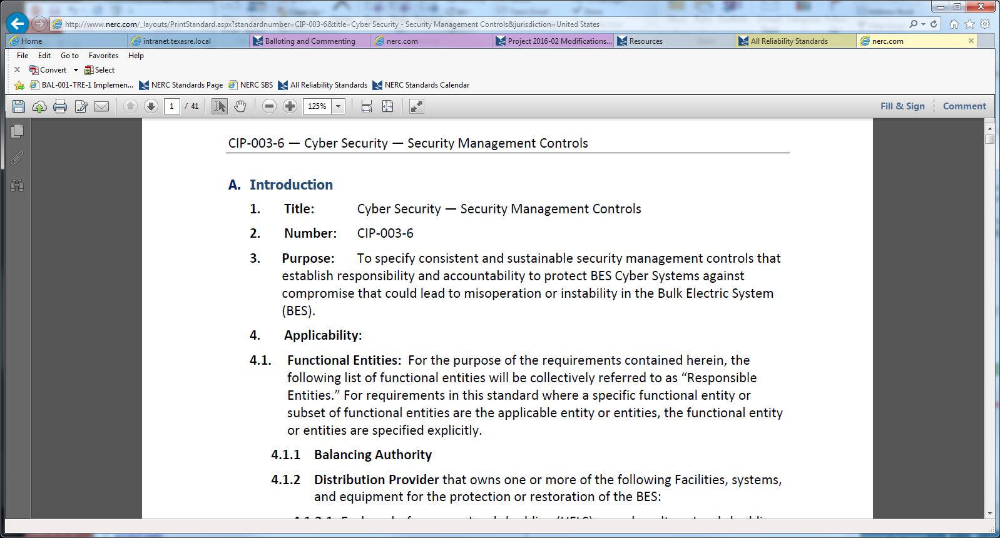 http://www.nerc.com/_layouts/PrintStandard.aspx?standardnumber=CIP-003-6&title=Cyber Security - Security Management Controls&jurisdiction=United States
Home intranet.texasre.local Balloting and Commenting nerc.com Project 2016-02 Modifications... Resources All Reliability Standards nerc.com
File Edit Go to Favorites Help
Convert Select
BAL-001-TRE-1 Implemen... NERC Standards Page NERC SBS All Reliability Standards NERC Standards Calendar
1 / 41 125% Fill & Sign Comment
CIP-003-6 — Cyber Security — Security Management Controls
A. Introduction
1. Title: Cyber Security — Security Management Controls
2. Number: CIP-003-6
3. Purpose: To specify consistent and sustainable security management controls that
establish responsibility and accountability to protect BES Cyber Systems against
compromise that could lead to misoperation or instability in the Bulk Electric System
(BES).
4. Applicability:
4.1. Functional Entities: For the purpose of the requirements contained herein, the
following list of functional entities will be collectively referred to as “Responsible
Entities.” For requirements in this standard where a specific functional entity or
subset of functional entities are the applicable entity or entities, the functional entity
or entities are specified explicitly.
4.1.1 Balancing Authority
4.1.2 Distribution Provider that owns one or more of the following Facilities, systems,
and equipment for the protection or restoration of the BES: